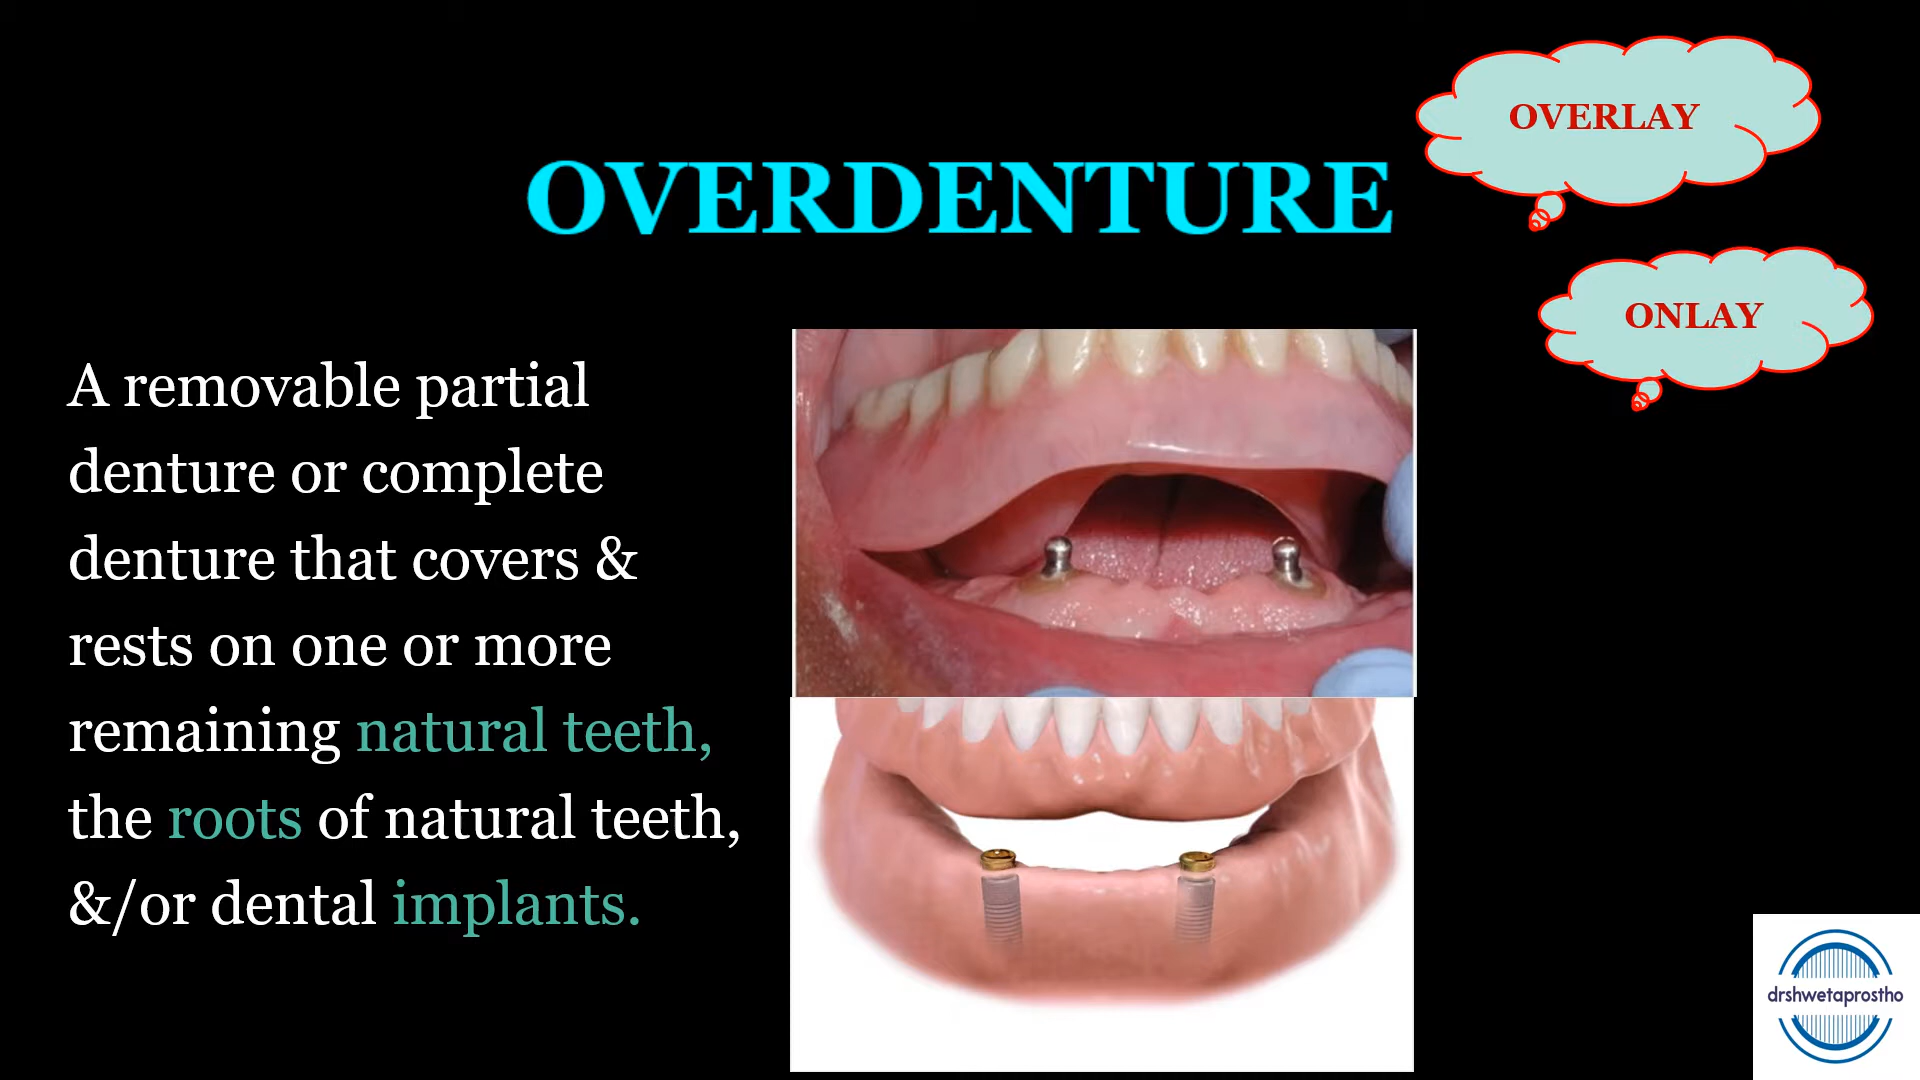 OVERLAY
OVERDENTURE
ONLAY
A removable partial
denture or complete
denture that covers &
rests on one or more
remaining natural teeth,
the roots of natural teeth,
&/or dental implants.
drshwetaprostho